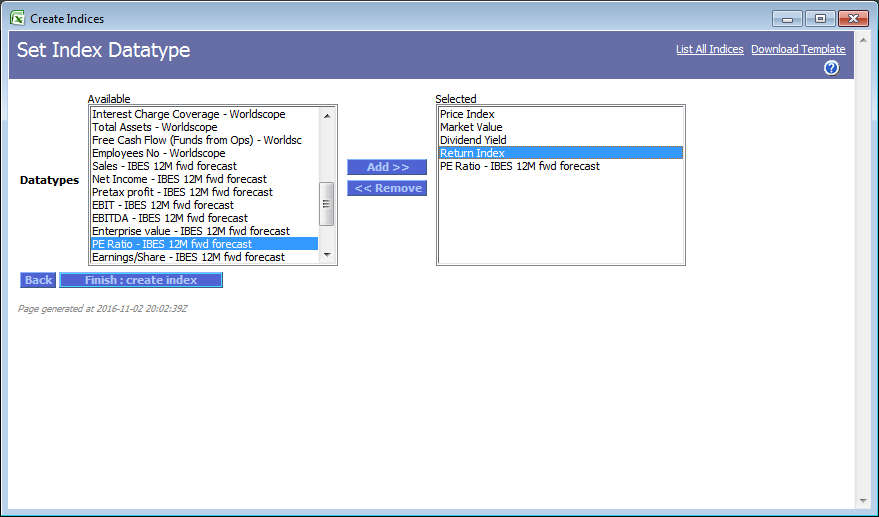 Create Indices
Set Index Datatype
List All Indices Download Template
?
Available
Interest Charge Coverage - Worldscope
Total Assets - Worldscope
Free Cash Flow (Funds from Ops) - Worldsc
Employees No - Worldscope
Sales - IBES 12M fwd forecast
Net Income - IBES 12M fwd forecast
Pretax profit - IBES 12M fwd forecast
EBIT - IBES 12M fwd forecast
EBITDA - IBES 12M fwd forecast
Enterprise value - IBES 12M fwd forecast
PE Ratio - IBES 12M fwd forecast
Earnings/Share - IBES 12M fwd forecast
Datatypes
Add >>
<< Remove
Selected
Price Index
Market Value
Dividend Yield
Return Index
PE Ratio - IBES 12M fwd forecast
Back
Finish : create index
Page generated at 2016-11-02 20:02:39Z